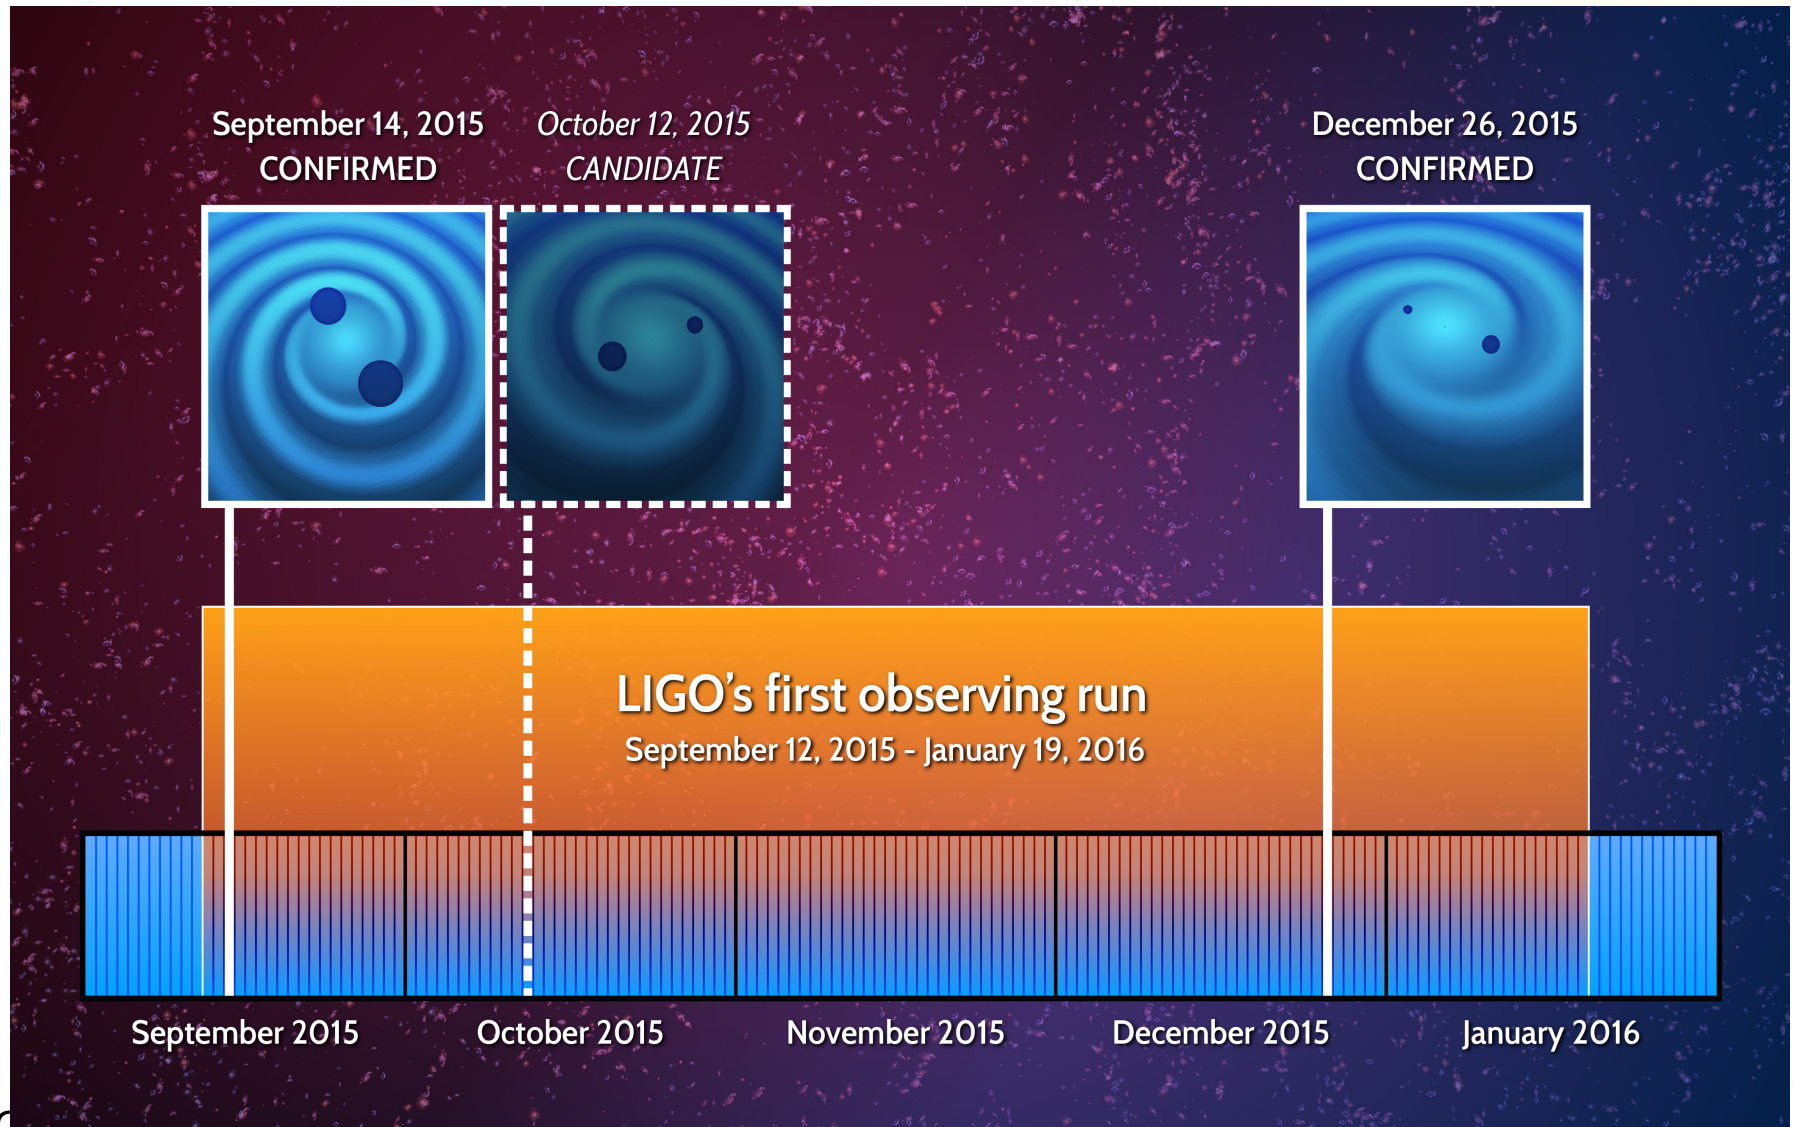 September 14, 2015
CONFIRMED
October 12, 2015
CANDIDATE
December 26, 2015
CONFIRMED
LIGO’s first observing run
September 12, 2015 - January 19, 2016
September 2015
October 2015
November 2015
December 2015
January 2016